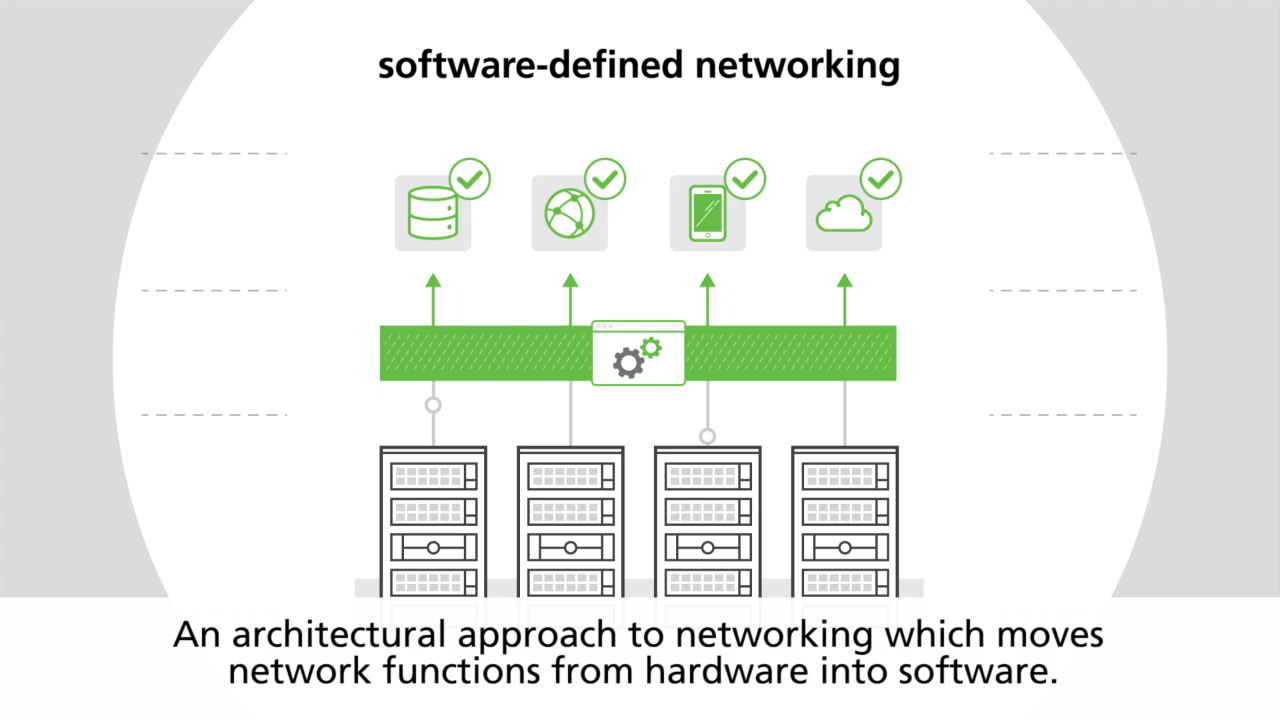 software-defined networking
An architectural approach to networking which moves
network functions from hardware into software.